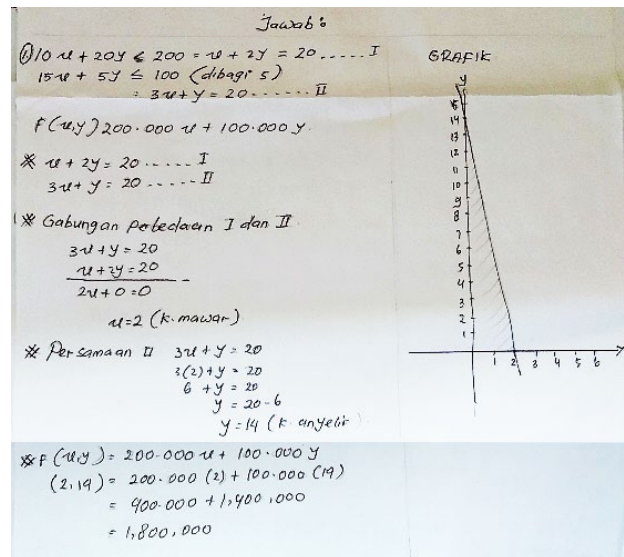 Jawab :
① 10x + 20y ≤ 200 = x + 2y = 20 ..... I
15x + 5y ≤ 100 (dibagi 5)
: 3x + y = 20 ...... II
F(x,y) 200.000 x + 100.000 y.
* x + 2y = 20 ..... I
3x + y = 20 ..... II
* Gabungan perbedaan I dan II
3x + y = 20
x + 2y = 20
2x + 0 = 0
x = 2 (k. mawar)
* Persamaan II 3x + y = 20
3(2) + y = 20
6 + y = 20
y = 20 - 6
y = 14 (k. anyelir)
* F(x,y) = 200.000 x + 100.000 y
(2,14) = 200.000 (2) + 100.000 (14)
= 400.000 + 1,400,000
= 1,800,000
GRAFIK
y
15
14
13
12
11
10
9
8
7
6
5
4
3
2
1
1 2 3 4 5 6